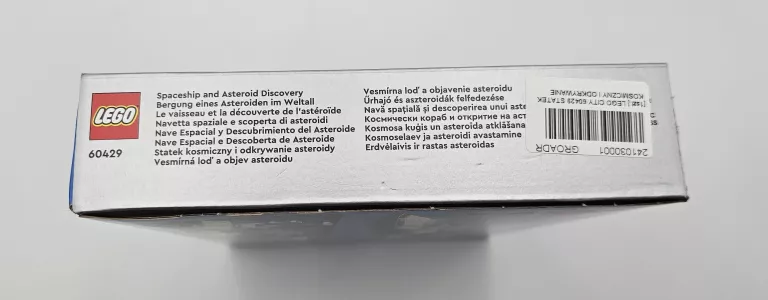 LEGO
60429
Spaceship and Asteroid Discovery
Bergung eines Asteroiden im Weltall
Le vaisseau et la découverte de l'astéroïde
Navetta spaziale e scoperta di asteroidi
Nave Espacial y Descubrimiento del Asteroide
Nave Espacial e Descoberta de Asteroide
Statek kosmiczny i odkrywanie asteroidy
Vesmírná loď a objev asteroidu
Vesmírna loď a objavenie asteroidu
Űrhajó és aszteroidák felfedezése
Navă spațială și descoperirea unui aste
Космически кораб и откритие на аст
Kosmosa kuģis un asteroida atklāšana
Kosmoselaev ja asteroidi avastamine
Erdvėlaivis ir rastas asteroidas
241030001
GROADR
[1szt.] LEGO CITY 60429 STATEK
KOSMICZNY I ODKRYWANIE